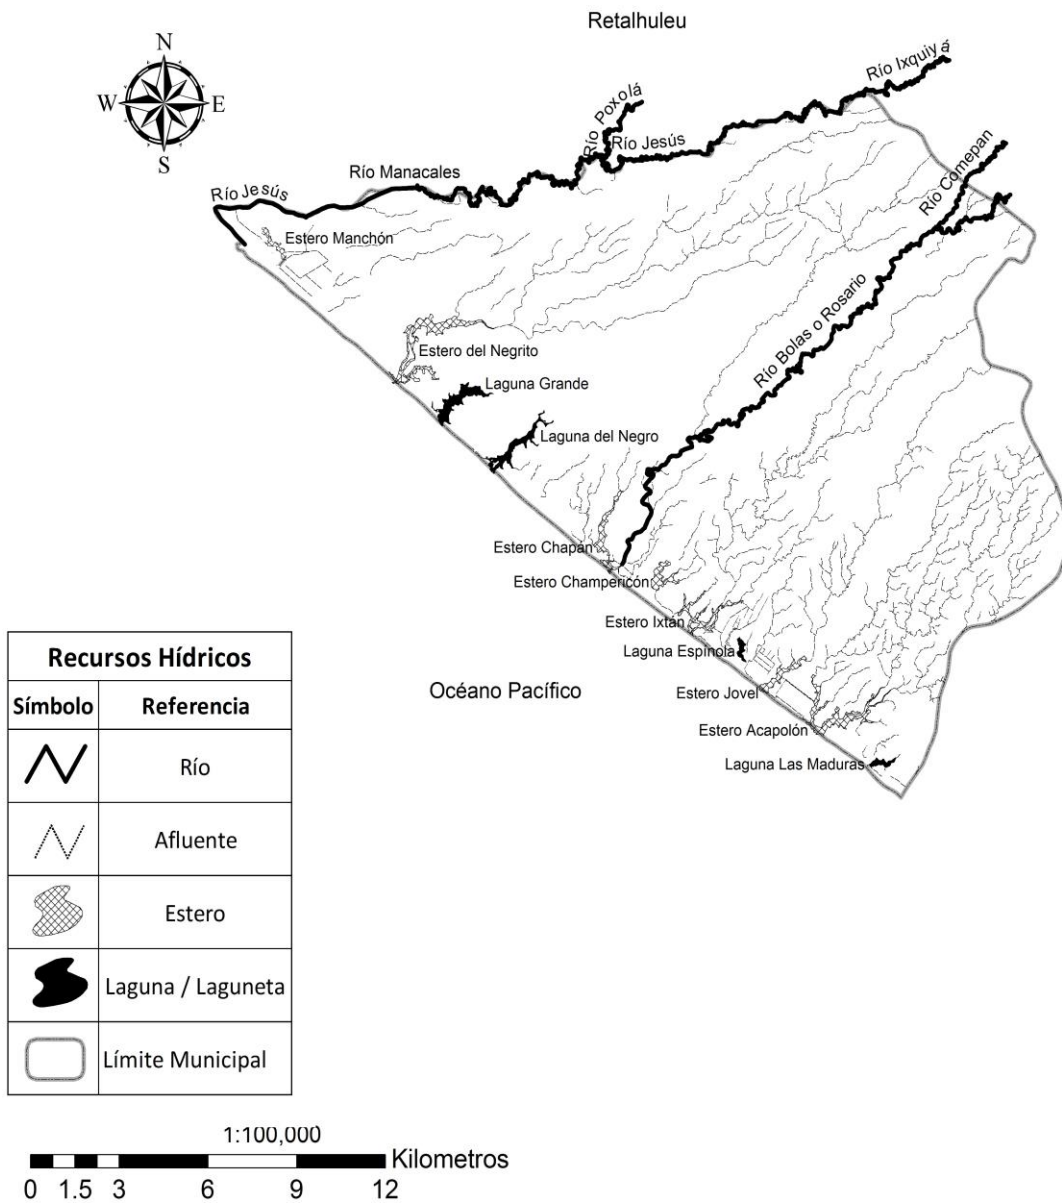 Retalhuleu
N
W
E
S
Río Ixquiyá
Río Poxolá
Río Jesús
Río Comepan
Río Manacales
Río Jesús
Estero Manchón
Río Bolas o Rosario
Estero del Negrito
Laguna Grande
Laguna del Negro
Estero Chapán
Estero Champericón
Estero Ixtán
Laguna Espínola
Océano Pacífico
Estero Jovel
Estero Acapolón
Laguna Las Maduras
Recursos Hídricos
Símbolo Referencia
Río
Afluente
Estero
Laguna / Laguneta
Límite Municipal
1:100,000
Kilometros
0 1.5 3 6 9 12